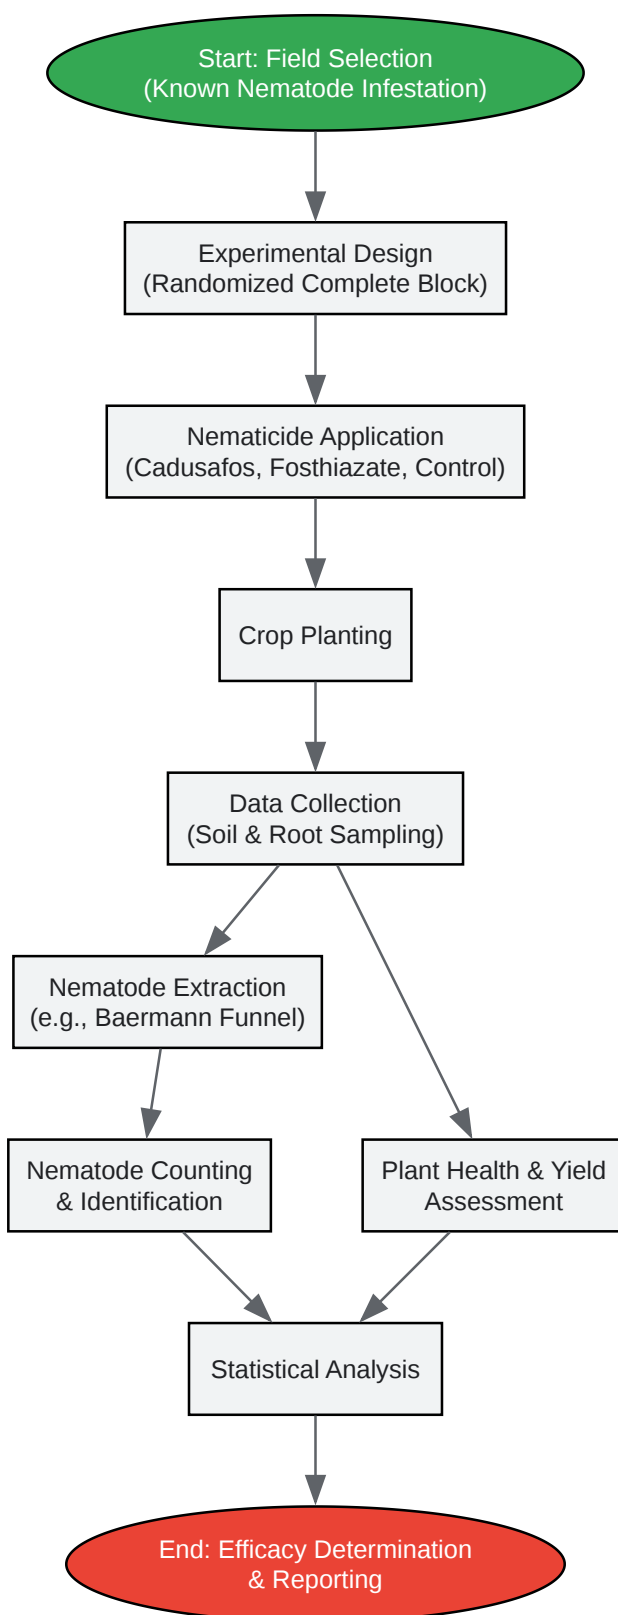 Start: Field Selection
(Known Nematode Infestation)
Experimental Design
(Randomized Complete Block)
Nematicide Application
(Cadusafos, Fosthiazate, Control)
Crop Planting
Data Collection
(Soil & Root Sampling)
Nematode Extraction
(e.g., Baermann Funnel)
Nematode Counting
& Identification
Plant Health & Yield
Assessment
Statistical Analysis
End: Efficacy Determination
& Reporting